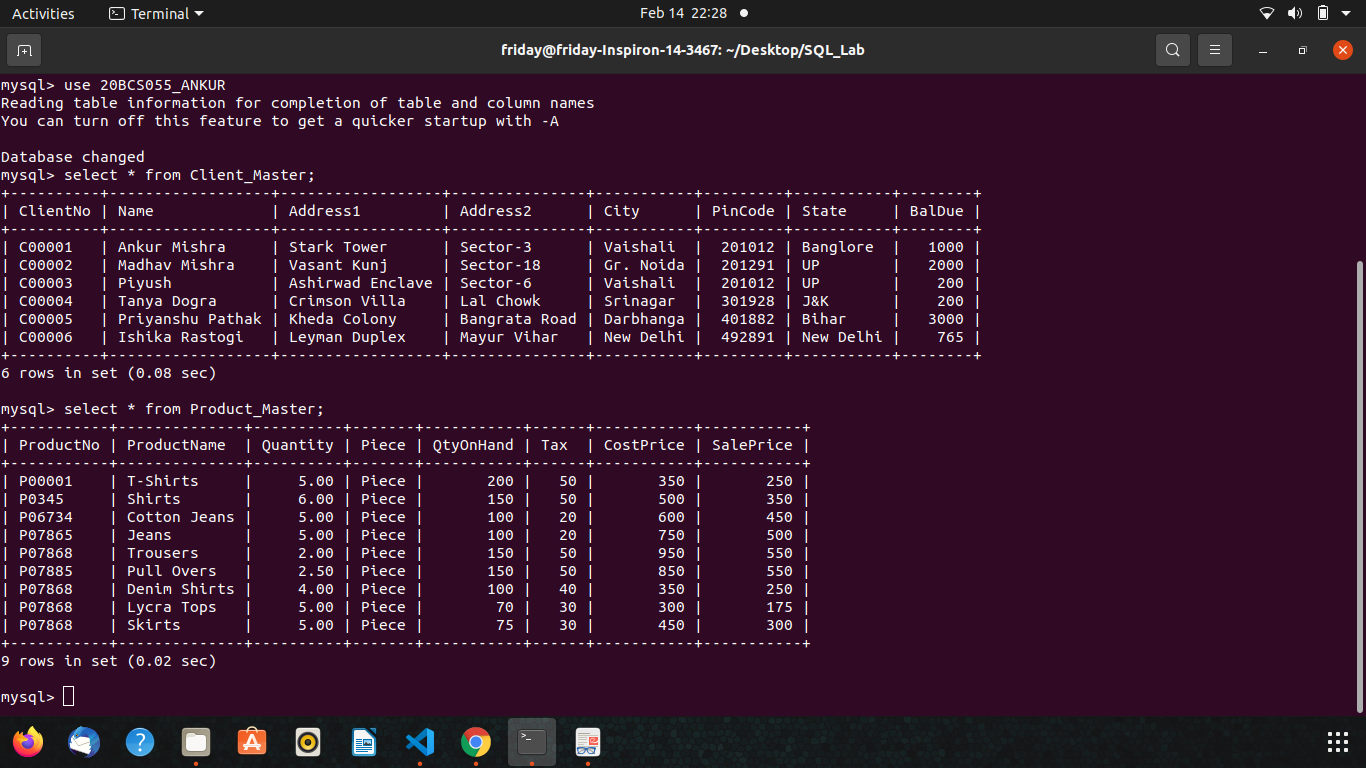 Activities Terminal Feb 14 22:28
friday@friday-Inspiron-14-3467: ~/Desktop/SQL_Lab
mysql> use 20BCS055_ANKUR
Reading table information for completion of table and column names
You can turn off this feature to get a quicker startup with -A
Database changed
mysql> select * from Client_Master;
+----------+-----------------+------------------+---------------+-----------+---------+-----------+--------+
| ClientNo | Name            | Address1         | Address2      | City      | PinCode | State     | BalDue |
+----------+-----------------+------------------+---------------+-----------+---------+-----------+--------+
| C00001   | Ankur Mishra    | Stark Tower      | Sector-3      | Vaishali  |  201012 | Banglore  |   1000 |
| C00002   | Madhav Mishra   | Vasant Kunj      | Sector-18     | Gr. Noida |  201291 | UP        |   2000 |
| C00003   | Piyush          | Ashirwad Enclave | Sector-6      | Vaishali  |  201012 | UP        |    200 |
| C00004   | Tanya Dogra     | Crimson Villa    | Lal Chowk     | Srinagar  |  301928 | J&K       |    200 |
| C00005   | Priyanshu Pathak | Kheda Colony     | Bangrata Road | Darbhanga |  401882 | Bihar     |   3000 |
| C00006   | Ishika Rastogi  | Leyman Duplex    | Mayur Vihar   | New Delhi |  492891 | New Delhi |    765 |
+----------+-----------------+------------------+---------------+-----------+---------+-----------+--------+
6 rows in set (0.08 sec)
mysql> select * from Product_Master;
+-----------+--------------+----------+-------+-----------+------+-----------+-----------+
| ProductNo | ProductName  | Quantity | Piece | QtyOnHand | Tax  | CostPrice | SalePrice |
+-----------+--------------+----------+-------+-----------+------+-----------+-----------+
| P00001    | T-Shirts     |     5.00 | Piece |       200 |   50 |       350 |       250 |
| P0345     | Shirts       |     6.00 | Piece |       150 |   50 |       500 |       350 |
| P06734    | Cotton Jeans |     5.00 | Piece |       100 |   20 |       600 |       450 |
| P07865    | Jeans        |     5.00 | Piece |       100 |   20 |       750 |       500 |
| P07868    | Trousers     |     2.00 | Piece |       150 |   50 |       950 |       550 |
| P07885    | Pull Overs   |     2.50 | Piece |       150 |   50 |       850 |       550 |
| P07868    | Denim Shirts |     4.00 | Piece |       100 |   40 |       350 |       250 |
| P07868    | Lycra Tops   |     5.00 | Piece |        70 |   30 |       300 |       175 |
| P07868    | Skirts       |     5.00 | Piece |        75 |   30 |       450 |       300 |
+-----------+--------------+----------+-------+-----------+------+-----------+-----------+
9 rows in set (0.02 sec)
mysql>